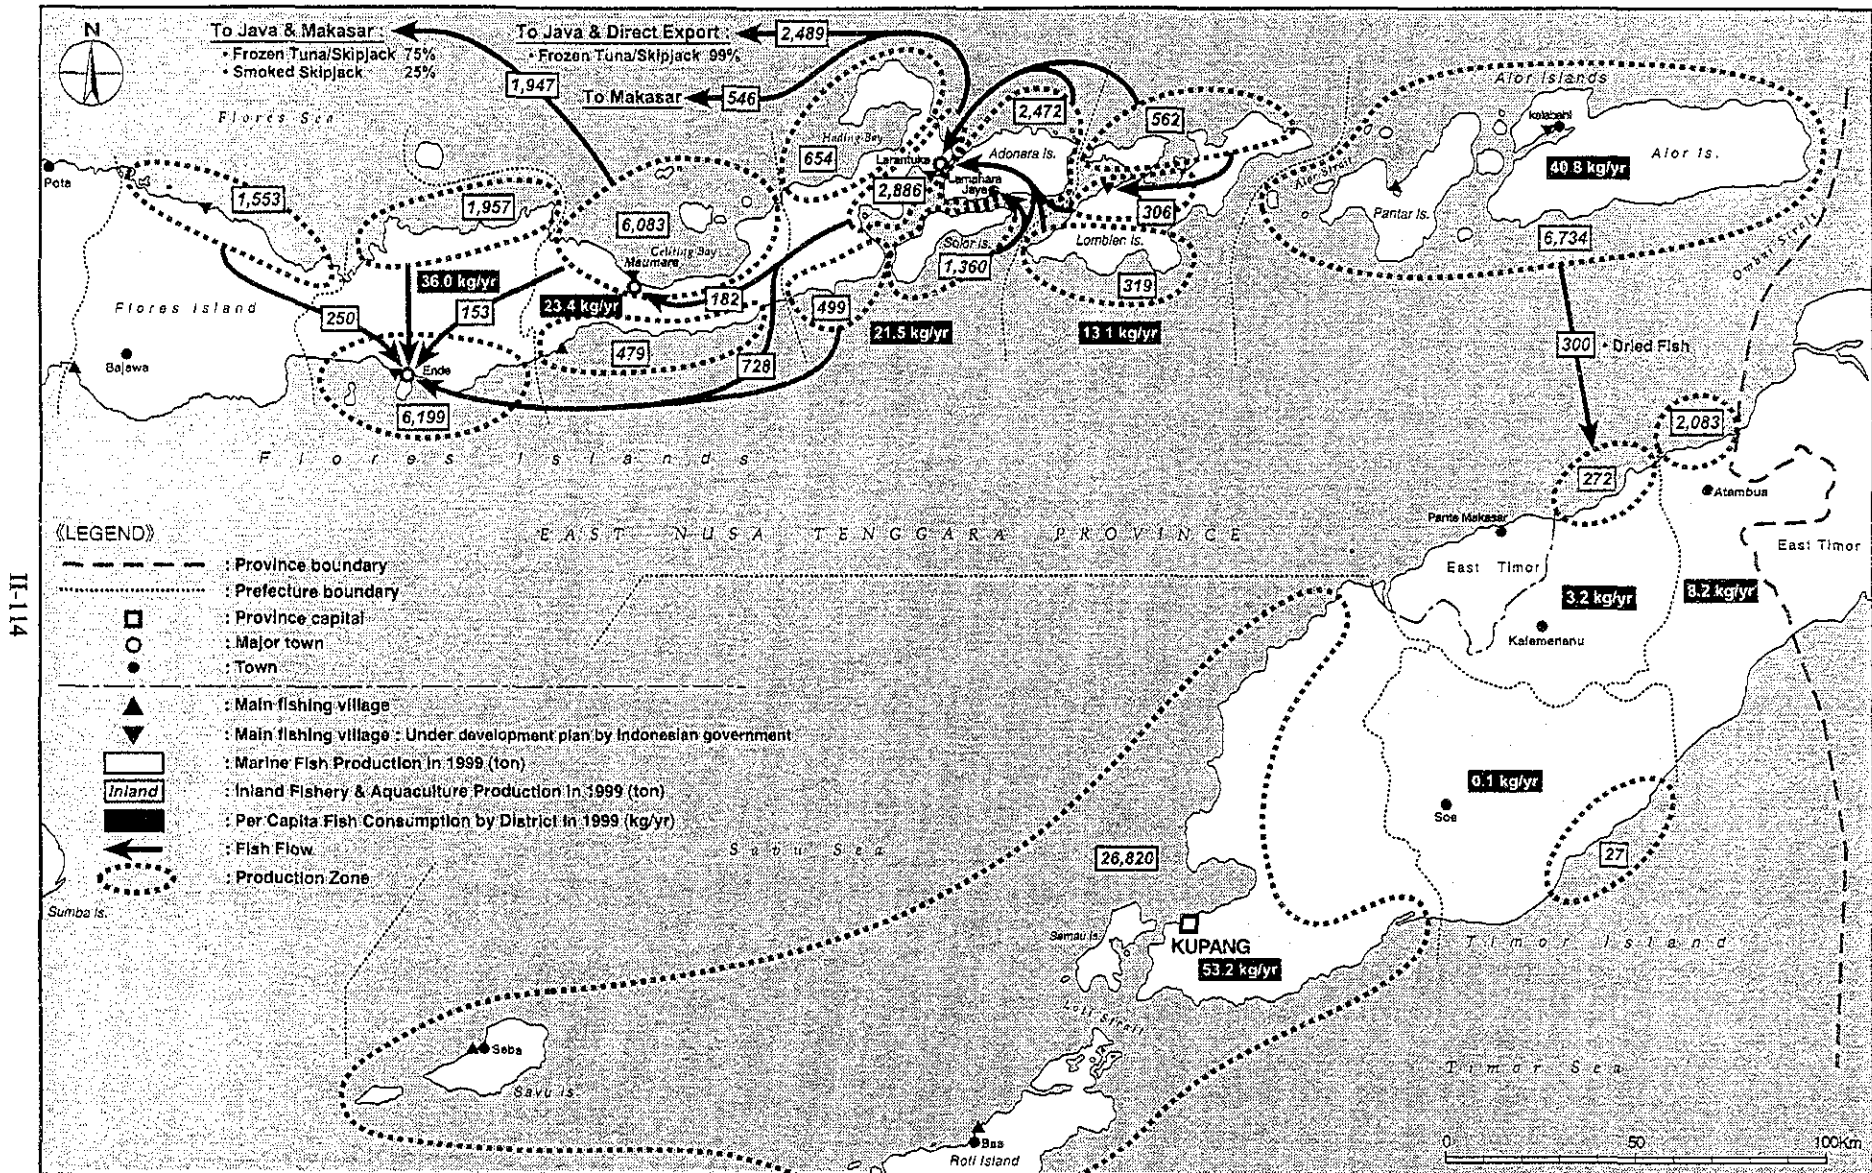 N
To Java & Makasar :
• Frozen Tuna/Skipjack 75%
• Smoked Skipjack 25%
To Java & Direct Export :
• Frozen Tuna/Skipjack 99%
2,489
To Makasar
546
1,947
Flores Sea
Pota
1,553
1,957
6,083
Geliting Bay
Maumere
654
Hading Bay
Larantuka
2,886
2,472
Adonara Is.
Lamahara
Jaya
562
306
Solor Is.
1,360
Lomblen Is.
319
Alor Islands
Kalabahi
40.8 kg/yr
Alor Is.
Alor Strait
Pantar Is.
6,734
Ombai Strait
Flores Island
Bajawa
250
36.0 kg/yr
153
23.4 kg/yr
182
499
479
728
Ende
6,199
21.5 kg/yr
13.1 kg/yr
300
• Dried Fish
2,083
272
Atambua
Flores Islands
EAST NUSA TENGGARA PROVINCE
Pante Makasar
East Timor
East Timor
3.2 kg/yr
8.2 kg/yr
Kafemenanu
0.1 kg/yr
Soe
27
26,820
Savu Sea
Semau Is.
KUPANG
53.2 kg/yr
Timor Island
Timor Sea
Seba
Savu Is.
Baa
Roti Island
Sumba Is.
《LEGEND》
: Province boundary
: Prefecture boundary
: Province capital
: Major town
: Town
: Main fishing village
: Main fishing village : Under development plan by Indonesian government
: Marine Fish Production in 1999 (ton)
Inland : Inland Fishery & Aquaculture Production in 1999 (ton)
: Per Capita Fish Consumption by District in 1999 (kg/yr)
: Fish Flow
: Production Zone
0 50 100Km
II-114